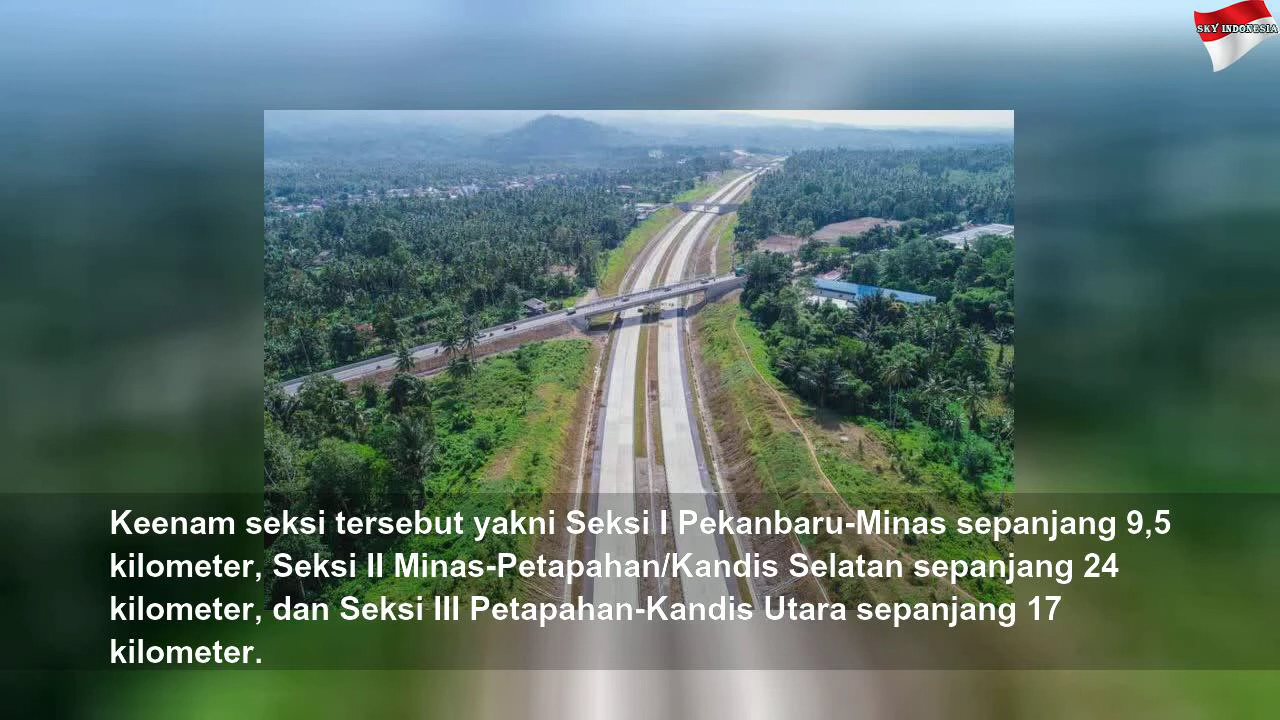 SKY INDONESIA
Keenam seksi tersebut yakni Seksi I Pekanbaru-Minas sepanjang 9,5
kilometer, Seksi II Minas-Petapahan/Kandis Selatan sepanjang 24
kilometer, dan Seksi III Petapahan-Kandis Utara sepanjang 17
kilometer.